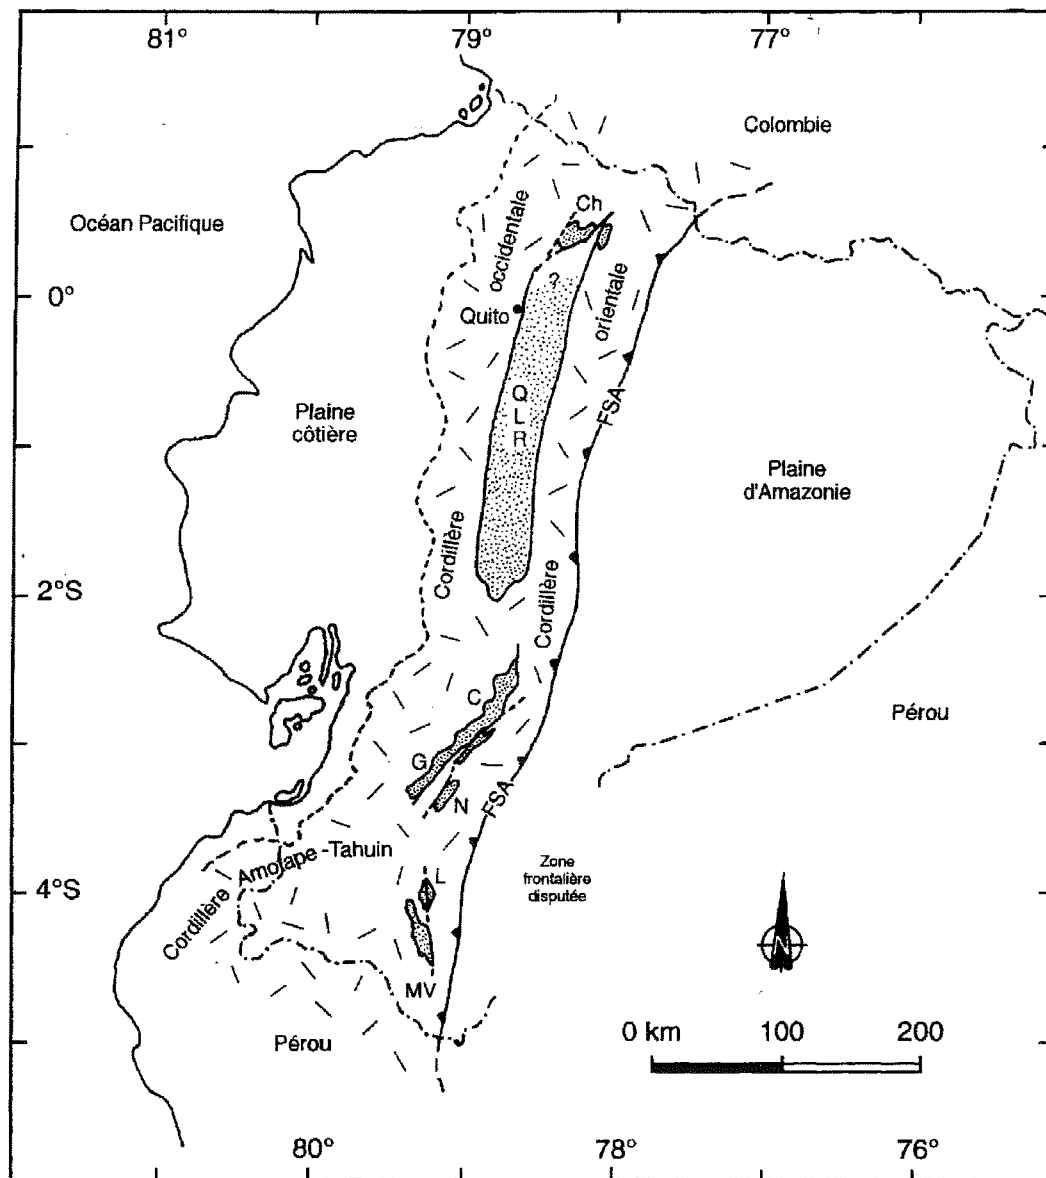 81°
79°
77°
Colombie
Océan Pacifique
Ch
occidentale
orientale
?
0°
Quito
FSA
Q
L
R
Plaine
côtière
Plaine
d'Amazonie
Cordillère
Cordillère
2°S
C
Pérou
G
N
FSA
Cordillère Amotape-Tahuin
Zone
frontalière
disputée
L
4°S
N
MV
Pérou
0 km 100 200
80°
78°
76°